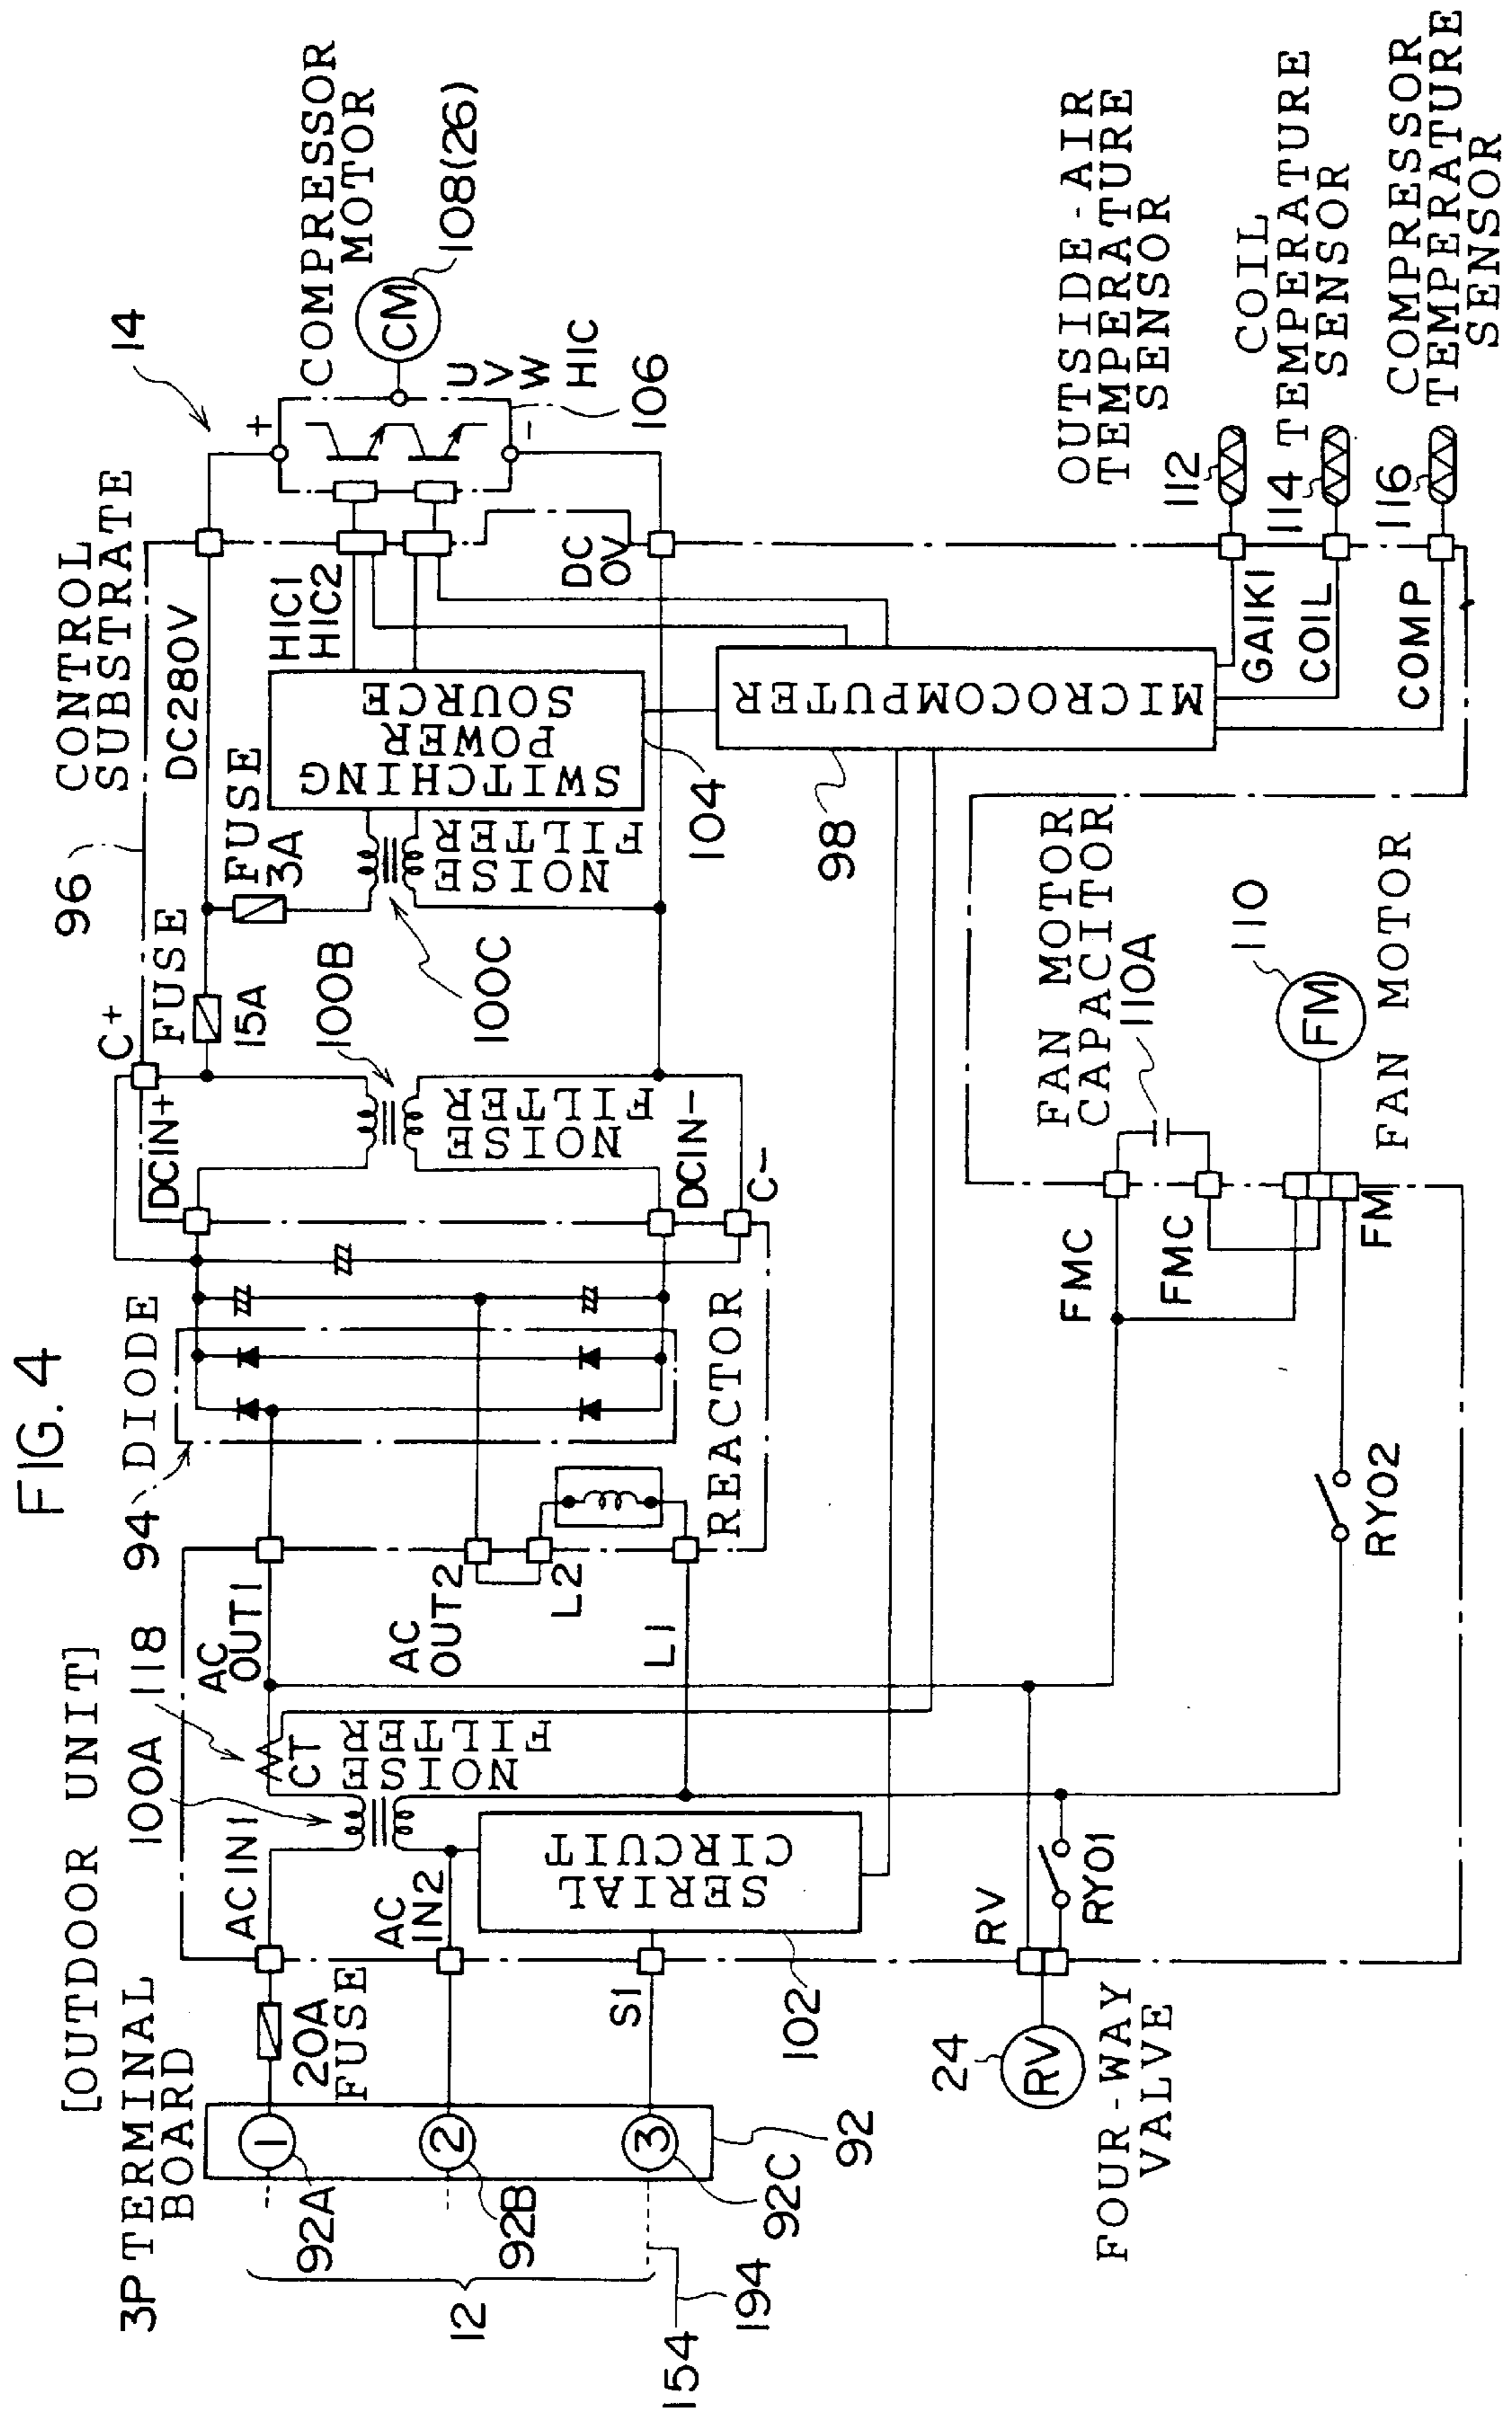 FIG. 4
[OUTDOOR UNIT]
3P TERMINAL
BOARD
1
2
3
92A
92B
92C
92
12
154
194
20A
FUSE
AC IN1
AC
IN2
S1
100A
118
CT
NOISE
FILTER
SERIAL
CIRCUIT
102
AC
OUT1
AC
OUT2
L2
L1
REACTOR
94
DIODE
DCIN+
DCIN-
C+
C-
NOISE
FILTER
100B
FUSE
15A
FUSE
3A
NOISE
FILTER
100C
96
CONTROL
SUBSTRATE
DC280V
SWITCHING
POWER
SOURCE
104
HIC1
HIC2
DC
0V
14
+
-
U
V
W
HIC
106
COMPRESSOR
MOTOR
CM
108(26)
MICROCOMPUTER
98
GAIKI
COIL
COMP
112
114
116
OUTSIDE-AIR
TEMPERATURE
SENSOR
COIL
TEMPERATURE
SENSOR
COMPRESSOR
TEMPERATURE
SENSOR
FAN MOTOR
CAPACITOR
110A
110
FM
FAN MOTOR
FMC
FMC
FM
RY02
RY01
RV
24
RV
FOUR-WAY
VALVE